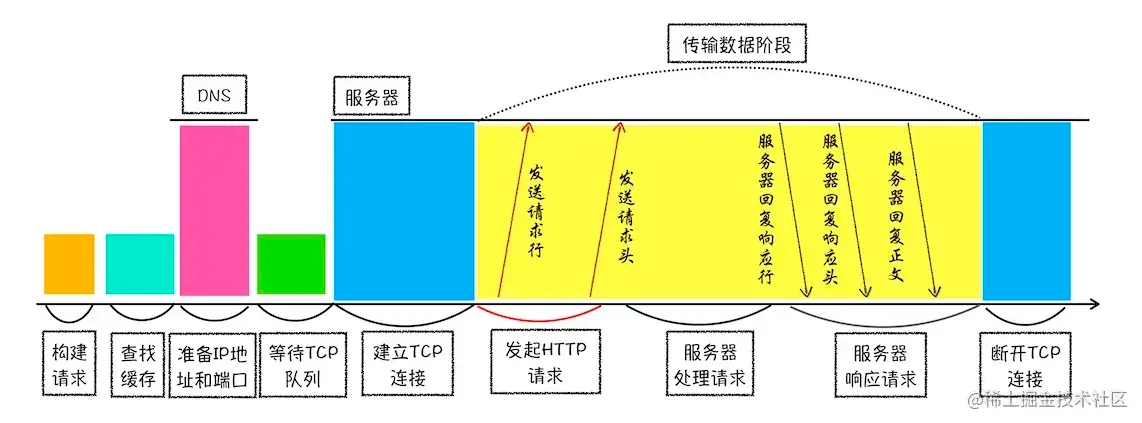 传输数据阶段
DNS
服务器
发送请求行
发送请求头
服务器回复响应行
服务器回复响应头
服务器回复正文
构建
请求
查找
缓存
准备IP地
址和端口
等待TCP
队列
建立TCP
连接
发起HTTP
请求
服务器
处理请求
服务器
响应请求
断开TCP
连接
@稀土掘金技术社区